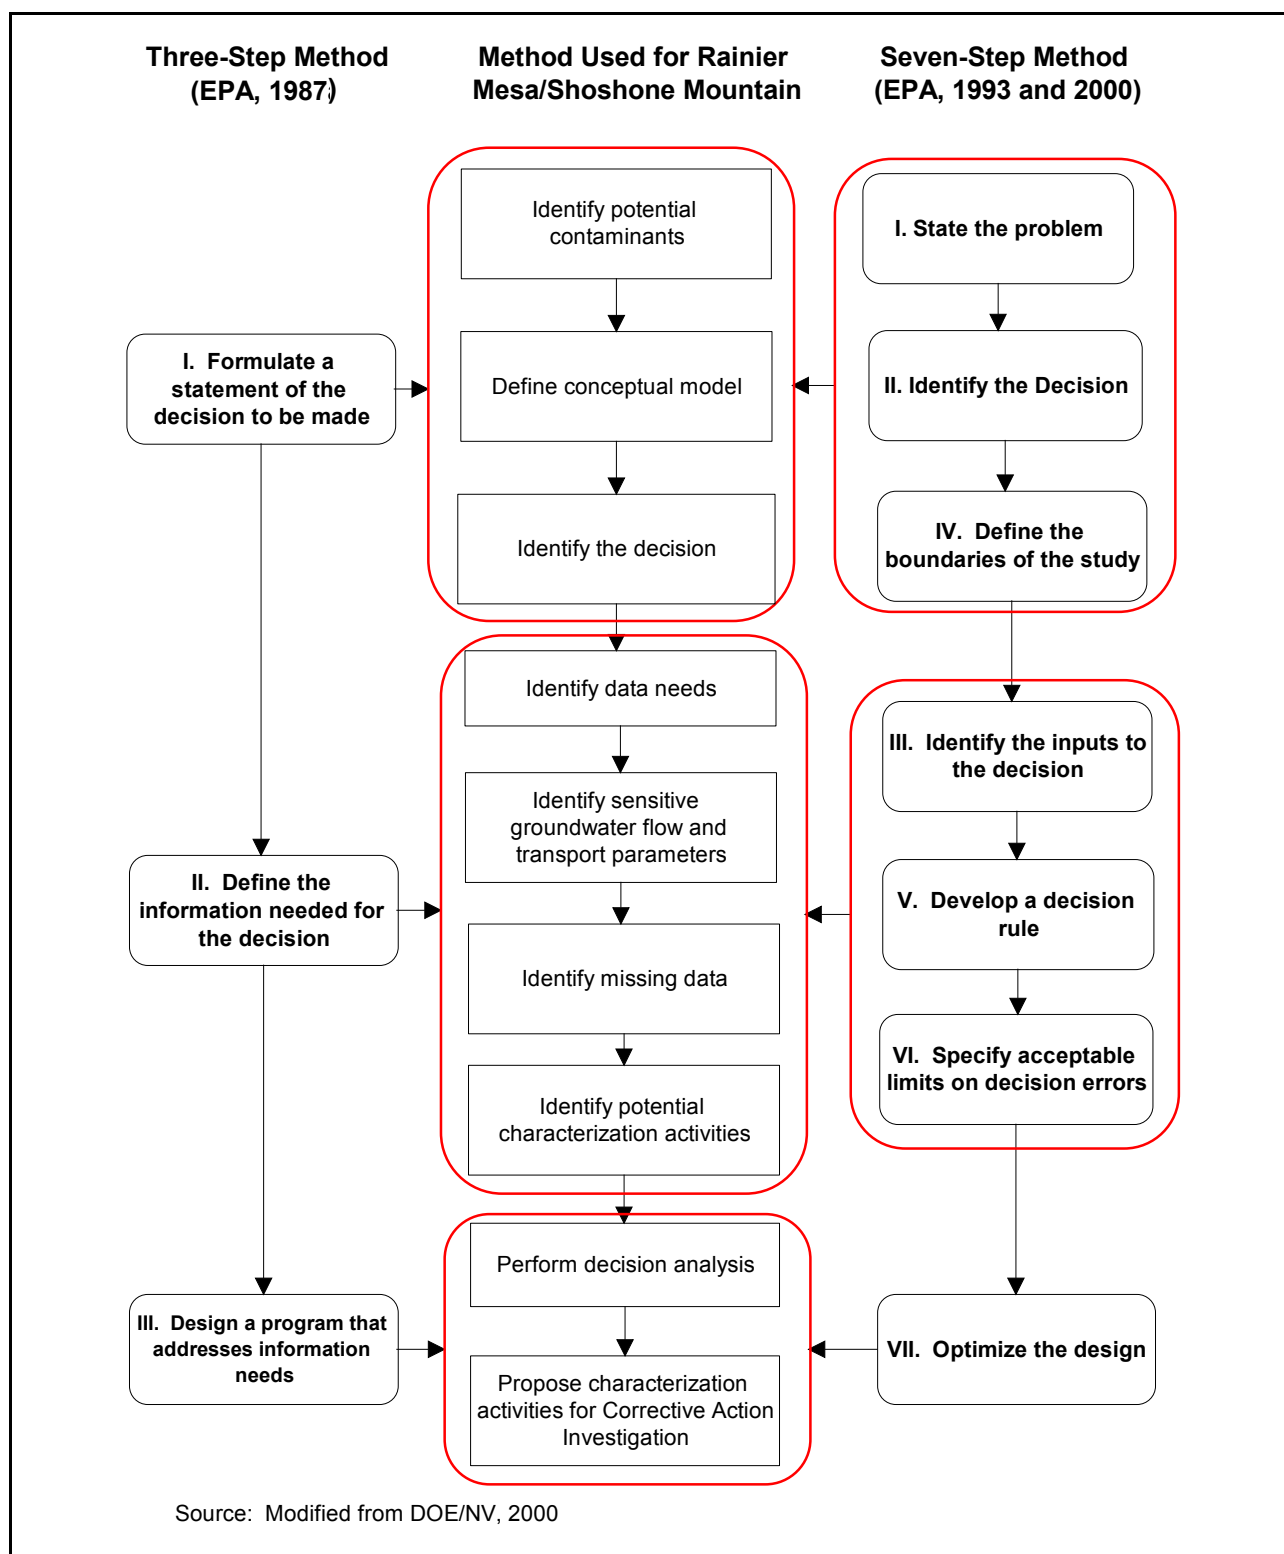 Three-Step Method
(EPA, 1987)
Method Used for Rainier
Mesa/Shoshone Mountain
Seven-Step Method
(EPA, 1993 and 2000)
Identify potential
contaminants
I. State the problem
I. Formulate a
statement of the
decision to be made
Define conceptual model
II. Identify the Decision
Identify the decision
IV. Define the
boundaries of the study
Identify data needs
III. Identify the inputs to
the decision
Identify sensitive
groundwater flow and
transport parameters
II. Define the
information needed for
the decision
V. Develop a decision
rule
Identify missing data
VI. Specify acceptable
limits on decision errors
Identify potential
characterization activities
Perform decision analysis
III. Design a program that
addresses information
needs
VII. Optimize the design
Propose characterization
activities for Corrective Action
Investigation
Source: Modified from DOE/NV, 2000